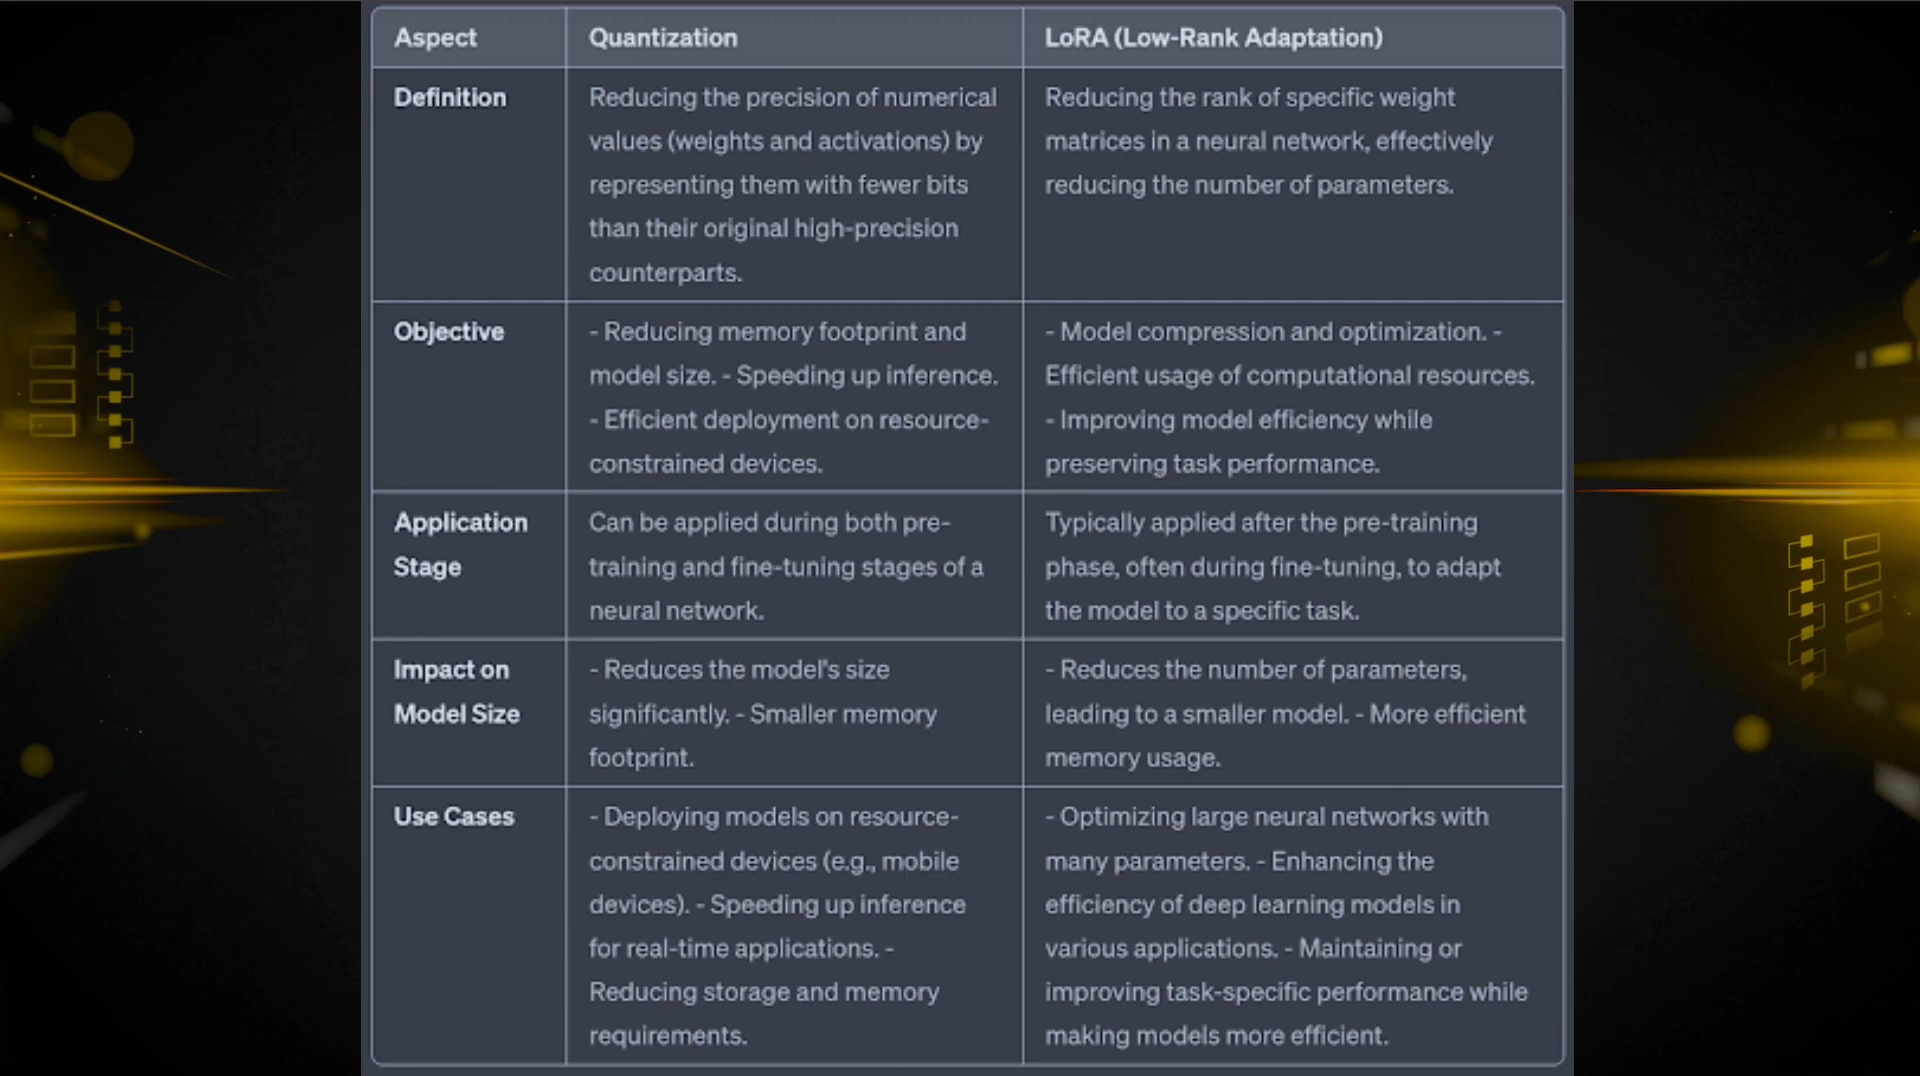 Aspect
Quantization
LoRA (Low-Rank Adaptation)
Definition
Reducing the precision of numerical
values (weights and activations) by
representing them with fewer bits
than their original high-precision
counterparts.
Reducing the rank of specific weight
matrices in a neural network, effectively
reducing the number of parameters.
Objective
- Reducing memory footprint and
model size. - Speeding up inference.
- Efficient deployment on resource-
constrained devices.
- Model compression and optimization. -
Efficient usage of computational resources.
- Improving model efficiency while
preserving task performance.
Application
Stage
Can be applied during both pre-
training and fine-tuning stages of a
neural network.
Typically applied after the pre-training
phase, often during fine-tuning, to adapt
the model to a specific task.
Impact on
Model Size
- Reduces the model's size
significantly. - Smaller memory
footprint.
- Reduces the number of parameters,
leading to a smaller model. - More efficient
memory usage.
Use Cases
- Deploying models on resource-
constrained devices (e.g., mobile
devices). - Speeding up inference
for real-time applications. -
Reducing storage and memory
requirements.
- Optimizing large neural networks with
many parameters. - Enhancing the
efficiency of deep learning models in
various applications. - Maintaining or
improving task-specific performance while
making models more efficient.